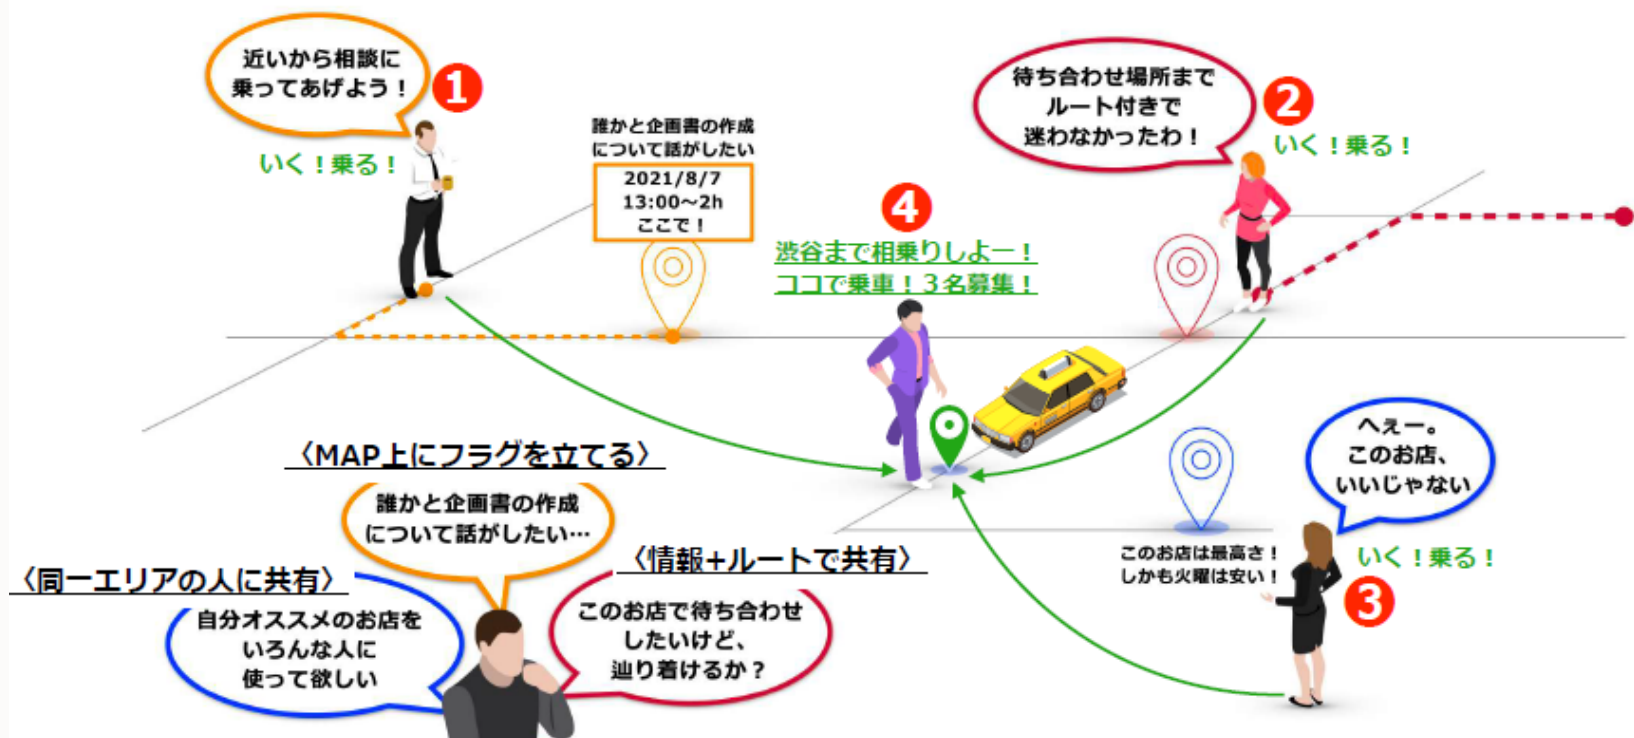 近いから相談に
乗ってあげよう！
1
いく！乗る！
誰かと企画書の作成
について話がしたい
2021/8/7
13:00〜2h
ここで！
待ち合わせ場所まで
ルート付きで
迷わなかったわ！
2
いく！乗る！
4
渋谷まで相乗りしよー！
ココで乗車！３名募集！
へぇー。
このお店、
いいじゃない
このお店は最高さ！
しかも火曜は安い！
いく！乗る！
3
〈MAP上にフラグを立てる〉
誰かと企画書の作成
について話がしたい…
〈同一エリアの人に共有〉
自分オススメのお店を
いろんな人に
使って欲しい
〈情報+ルートで共有〉
このお店で待ち合わせ
したいけど、
辿り着けるか？